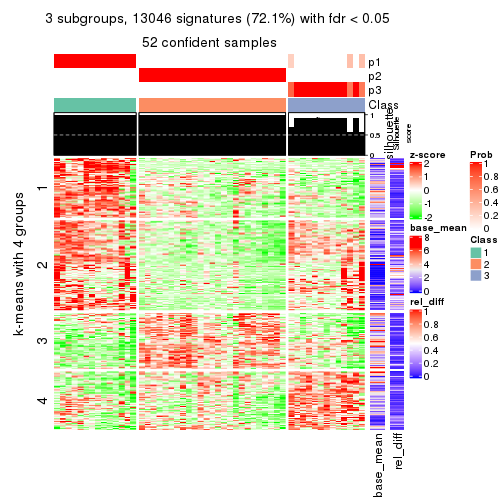 3 subgroups, 13046 signatures (72.1%) with fdr < 0.05
52 confident samples
p1
p2
p3
Class
1
0.5
0
silhouette
Silhouette
score
k-means with 4 groups
1
2
3
4
base_mean
rel_diff
z-score
2
1
0
-1
-2
base_mean
8
6
4
2
0
rel_diff
1
0.8
0.6
0.4
0.2
0
Prob
1
0.8
0.6
0.4
0.2
0
Class
1
2
3